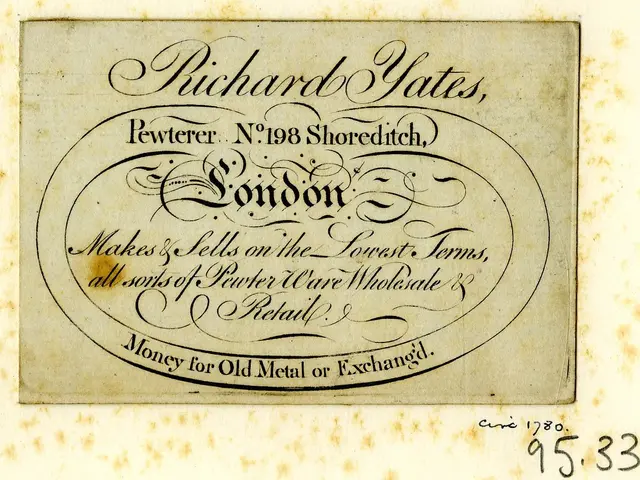 Richard Yates,
Pewterer. No. 198 Shoreditch,
London
Makes & Sells on the Lowest Terms,
all sorts of Pewter Ware Wholesale &
Retail.
Money for Old Metal or Exchang'd.
circ 1780.
95.33